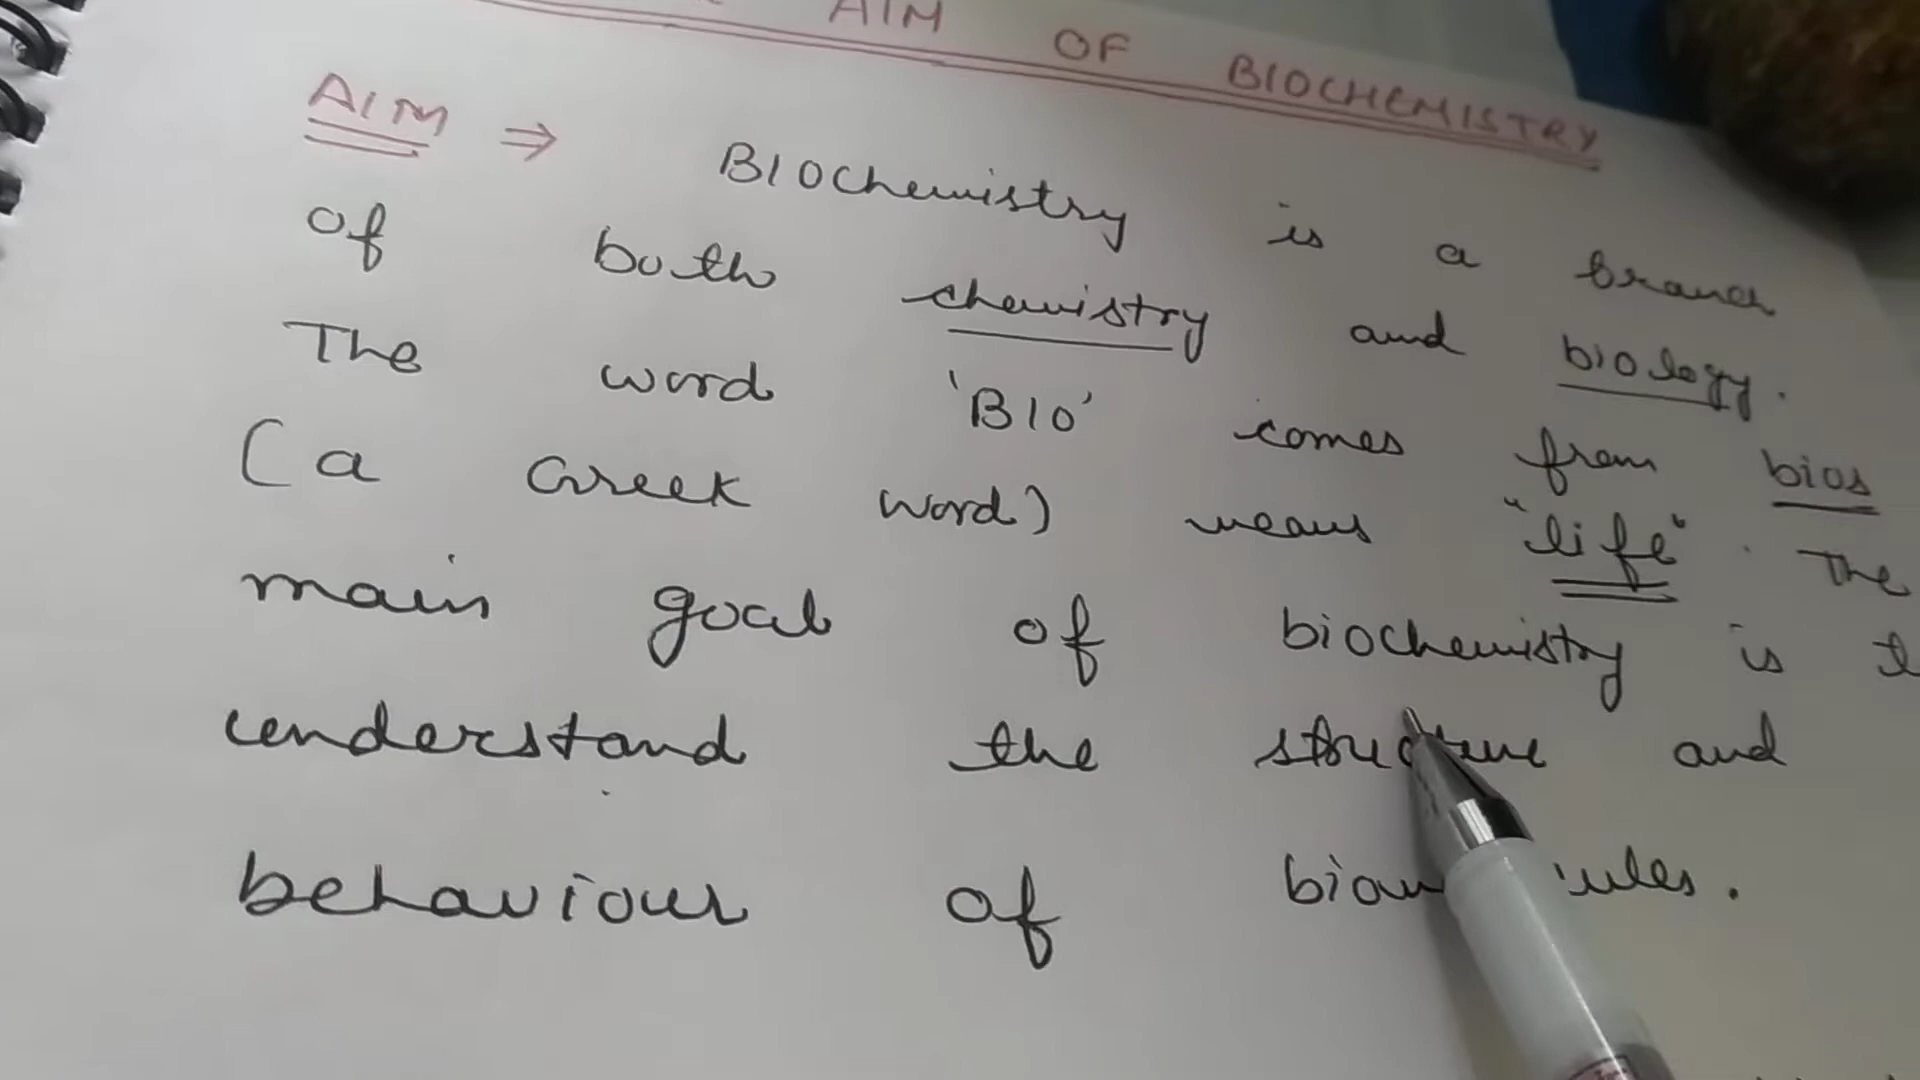 AIM OF BIOCHEMISTRY
AIM ⇒ BIOchemistry is a branch
of both chemistry and biology.
The word 'BIO' comes from bios
(a Greek word) means "life". The
main goal of biochemistry is
understand the structure and
behaviour of